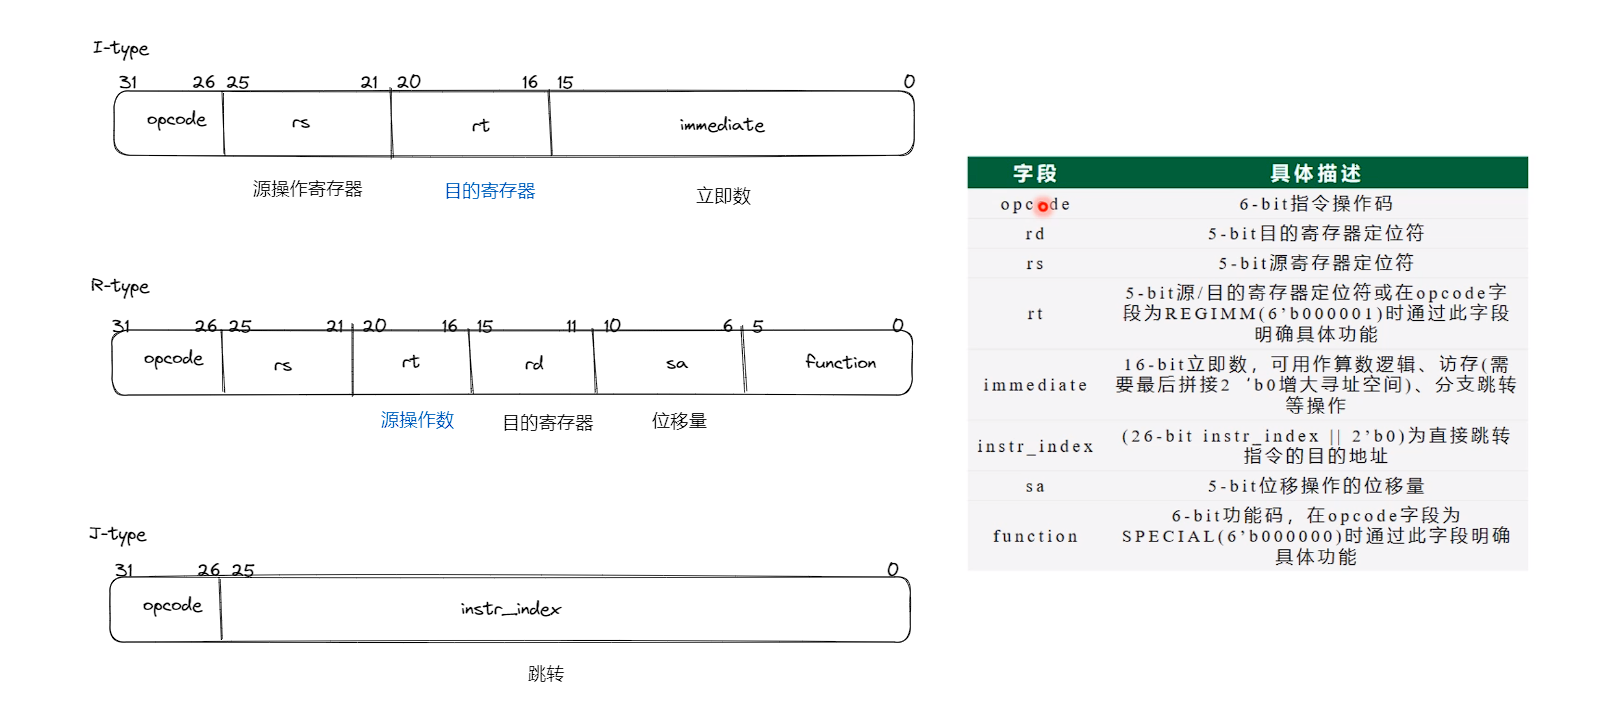 I-type
31 26 25 21 20 16 15 0
opcode rs rt immediate
源操作寄存器 目的寄存器 立即数
R-type
31 26 25 21 20 16 15 11 10 6 5 0
opcode rs rt rd sa function
源操作数 目的寄存器 位移量
J-type
31 26 25 0
opcode instr_index
跳转
字段 具体描述
opcode 6-bit指令操作码
rd 5-bit目的寄存器定位符
rs 5-bit源寄存器定位符
rt 5-bit源/目的寄存器定位符或在opcode字
段为REGIMM(6’b000001)时通过此字段
明确具体功能
immediate 16-bit立即数，可用作算数逻辑、访存(需
要最后拼接2‘b0增大寻址空间)、分支跳转
等操作
instr_index (26-bit instr_index || 2’b0)为直接跳转
指令的目的地址
sa 5-bit位移操作的位移量
function 6-bit功能码，在opcode字段为
SPECIAL(6’b000000)时通过此字段明确
具体功能